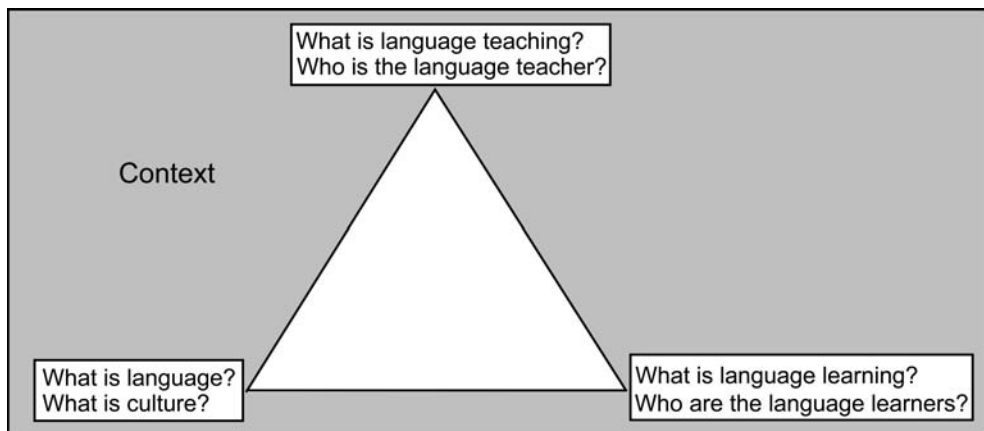 What is language teaching?
Who is the language teacher?
Context
What is language?
What is culture?
What is language learning?
Who are the language learners?